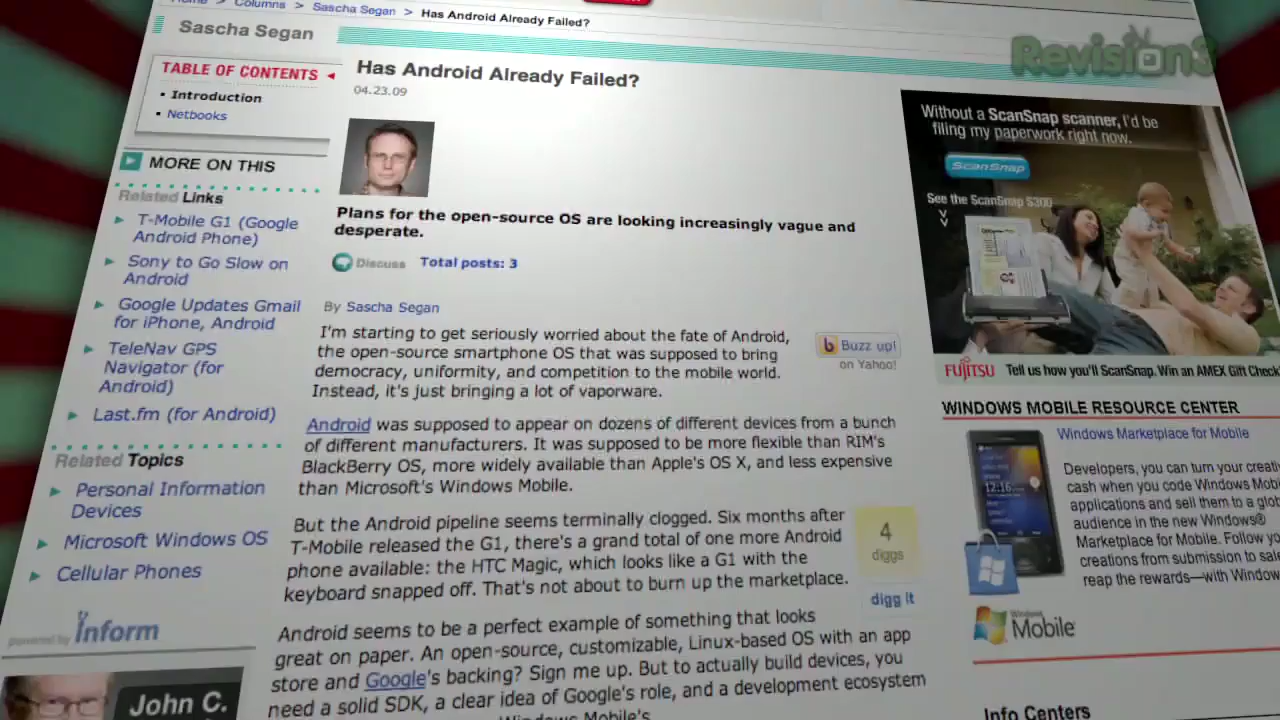 Home > Columns > Sascha Segan > Has Android Already Failed?
Sascha Segan
Revision3
TABLE OF CONTENTS
Introduction
Netbooks
MORE ON THIS
Related Links
T-Mobile G1 (Google
Android Phone)
Sony to Go Slow on
Android
Google Updates Gmail
for iPhone, Android
TeleNav GPS
Navigator (for
Android)
Last.fm (for Android)
Related Topics
Personal Information
Devices
Microsoft Windows OS
Cellular Phones
powered by inform
John C.
Has Android Already Failed?
04.23.09
Plans for the open-source OS are looking increasingly vague and
desperate.
Discuss Total posts: 3
By Sascha Segan
I'm starting to get seriously worried about the fate of Android,
the open-source smartphone OS that was supposed to bring
democracy, uniformity, and competition to the mobile world.
Instead, it's just bringing a lot of vaporware.
Buzz up!
on Yahoo!
Android was supposed to appear on dozens of different devices from a bunch
of different manufacturers. It was supposed to be more flexible than RIM's
BlackBerry OS, more widely available than Apple's OS X, and less expensive
than Microsoft's Windows Mobile.
But the Android pipeline seems terminally clogged. Six months after
T-Mobile released the G1, there's a grand total of one more Android
phone available: the HTC Magic, which looks like a G1 with the
keyboard snapped off. That's not about to burn up the marketplace.
4
diggs
digg it
Android seems to be a perfect example of something that looks
great on paper. An open-source, customizable, Linux-based OS with an app
store and Google's backing? Sign me up. But to actually build devices, you
need a solid SDK, a clear idea of Google's role, and a development ecosystem
Windows Mobile's
Without a ScanSnap scanner, I'd be
filing my paperwork right now.
ScanSnap
See the ScanSnap S300
FUJITSU Tell us how you'll ScanSnap. Win an AMEX Gift Check
WINDOWS MOBILE RESOURCE CENTER
Windows Marketplace for Mobile
12:16
Developers, you can turn your creati
cash when you code Windows Mobi
applications and sell them to a glob
audience in the new Windows®
Marketplace for Mobile. Follow yo
creations from submission to sal
reap the rewards—with Window
Windows Mobile
Info Centers